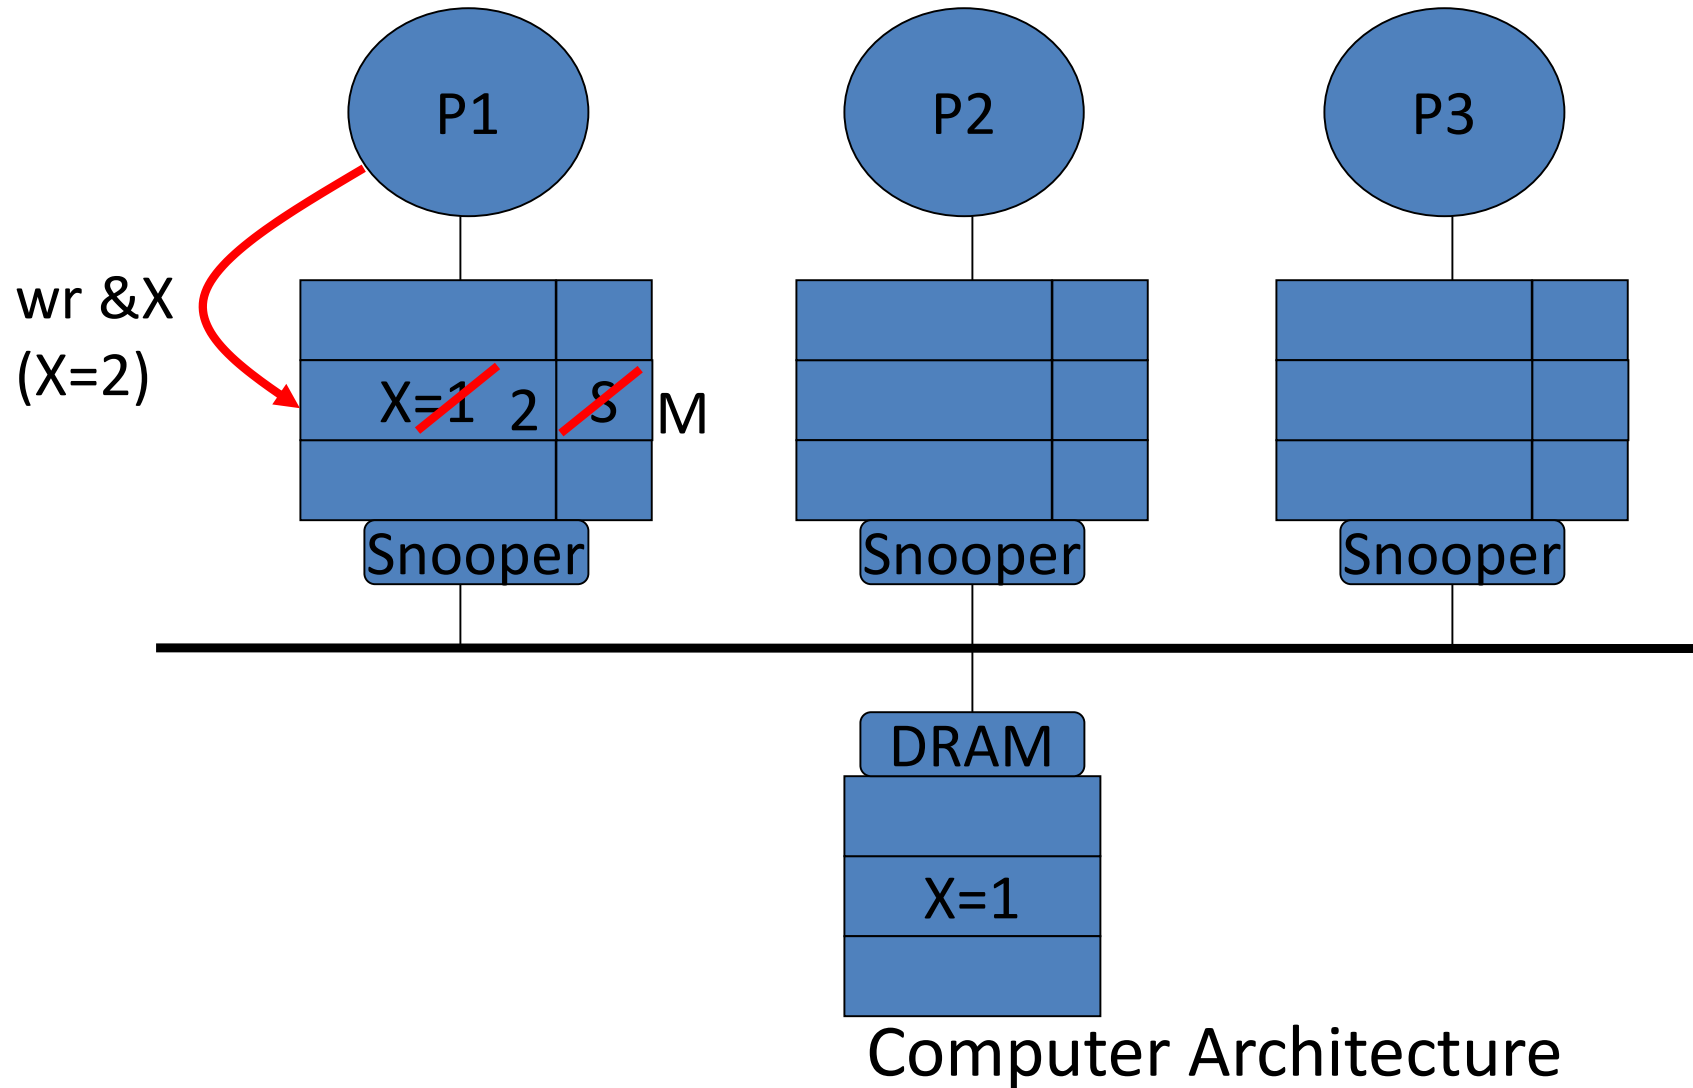 P1
P2
P3
wr &X
(X=2)
X=1 2
S
M
Snooper
Snooper
Snooper
DRAM
X=1
Computer Architecture